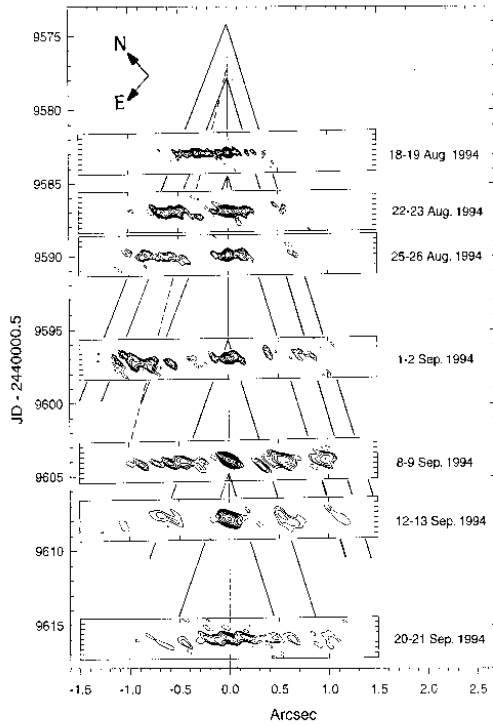 9575
N
E
9580
18-19 Aug 1994
9585
22-23 Aug. 1994
9590
25-26 Aug. 1994
9595
1-2 Sep. 1994
9600
JD - 2440000.5
8-9 Sep. 1994
9605
12-13 Sep. 1994
9610
9615
20-21 Sep. 1994
-1.5 -1.0 -0.5 0.0 0.5 1.0 1.5 2.0 2.5
Arcsec